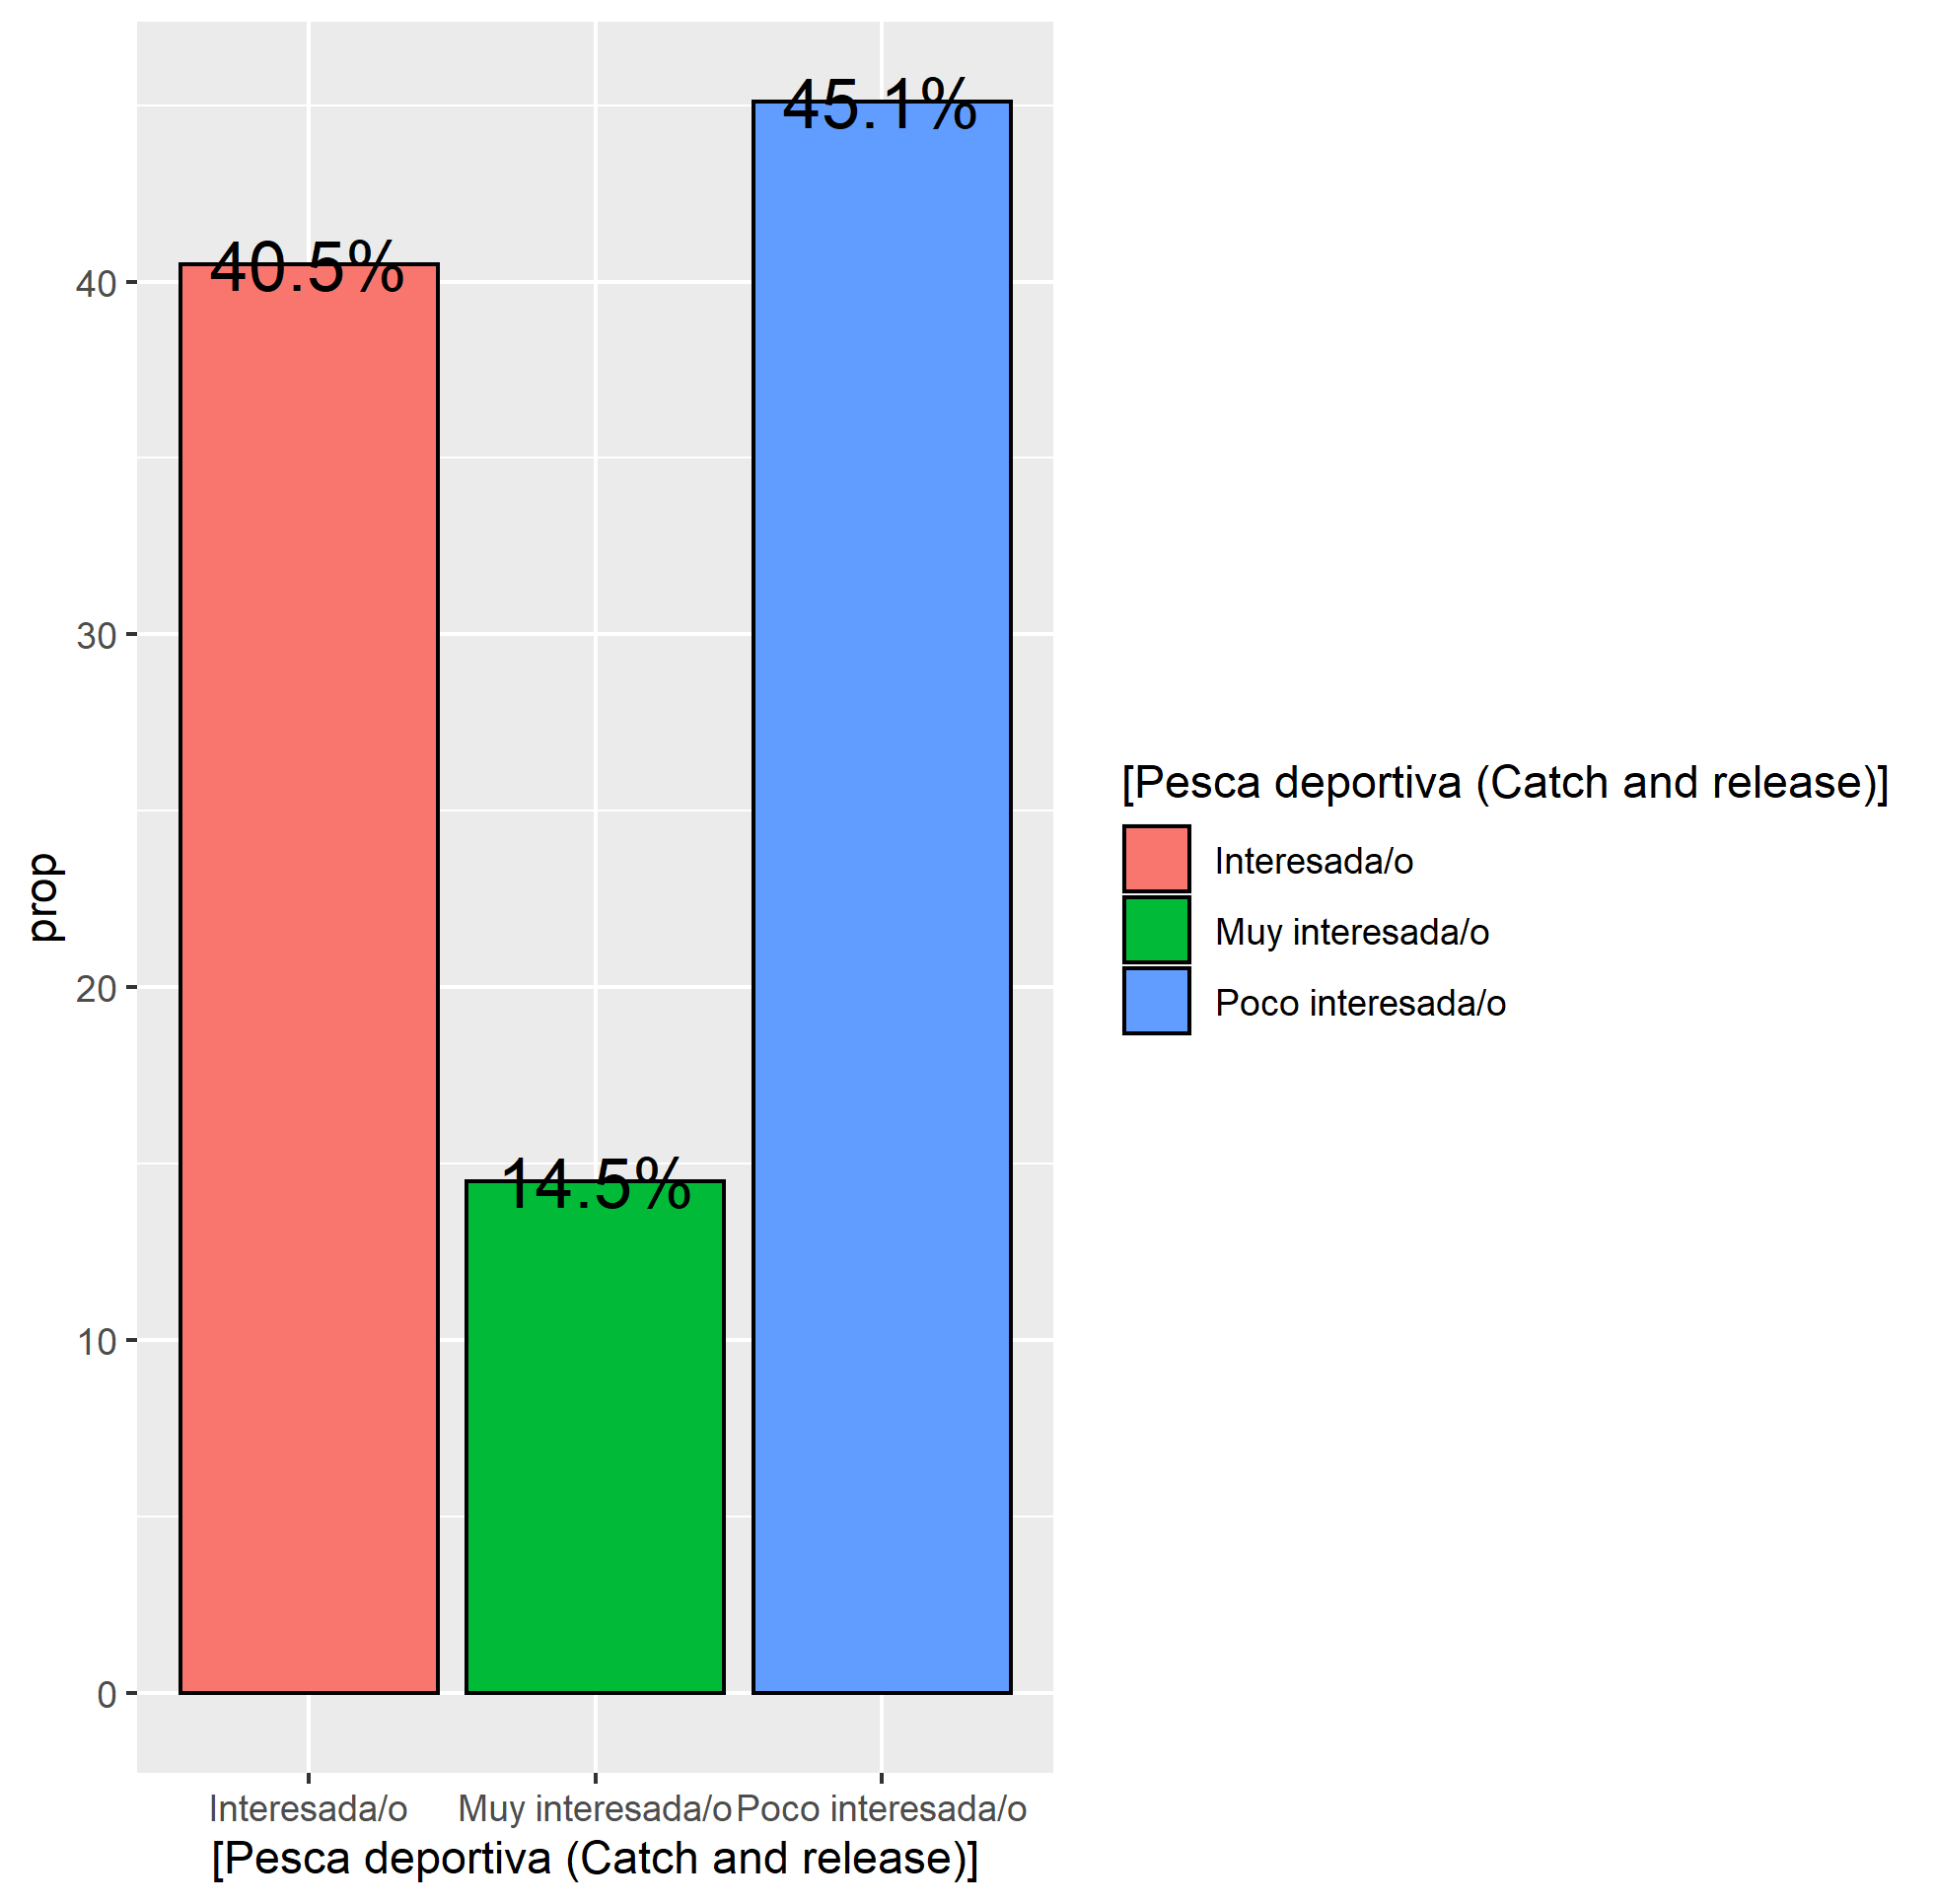 45.1%
40.5%
14.5%
40
30
20
10
0
prop
Interesada/o
Muy interesada/o
Poco interesada/o
[Pesca deportiva (Catch and release)]
[Pesca deportiva (Catch and release)]
Interesada/o
Muy interesada/o
Poco interesada/o